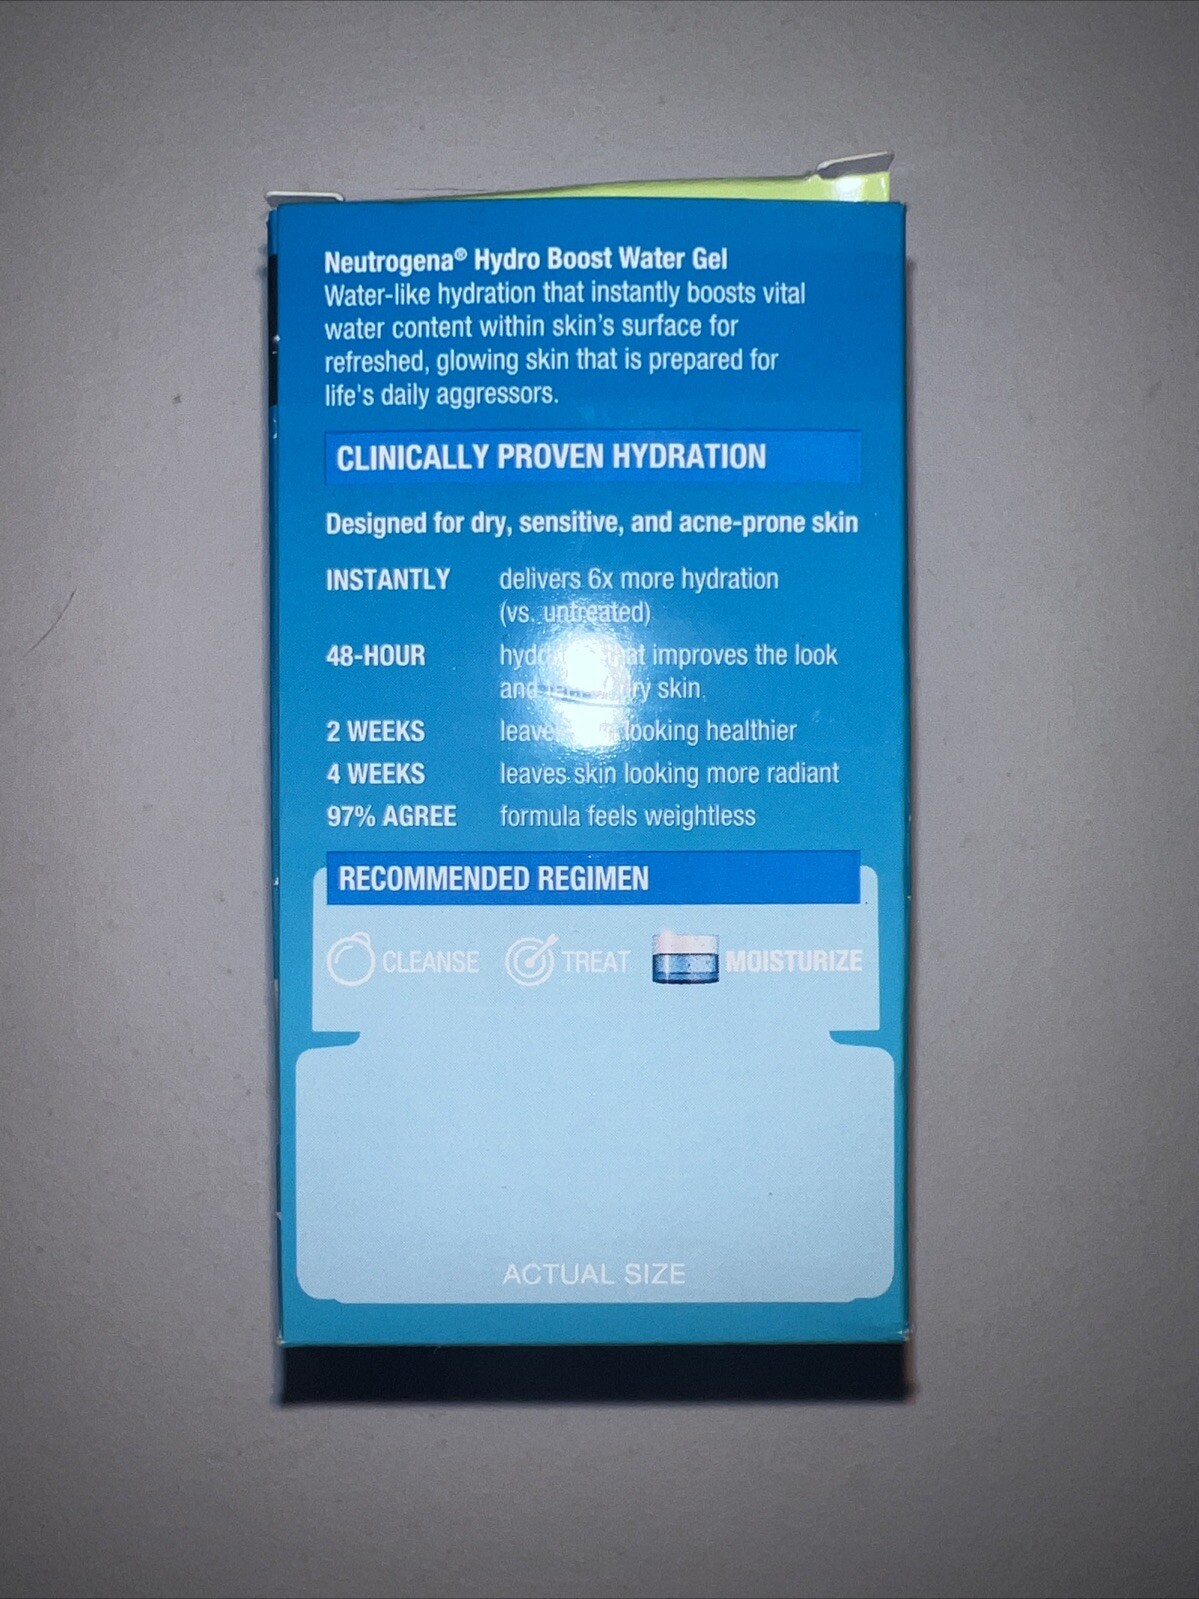 Neutrogena® Hydro Boost Water Gel
Water-like hydration that instantly boosts vital
water content within skin's surface for
refreshed, glowing skin that is prepared for
life's daily aggressors.
CLINICALLY PROVEN HYDRATION
Designed for dry, sensitive, and acne-prone skin
INSTANTLY delivers 6x more hydration
(vs. untreated)
48-HOUR improves the look
and dry skin
2 WEEKS looking healthier
4 WEEKS leaves skin looking more radiant
97% AGREE formula feels weightless
RECOMMENDED REGIMEN
CLEANSE TREAT MOISTURIZE
ACTUAL SIZE